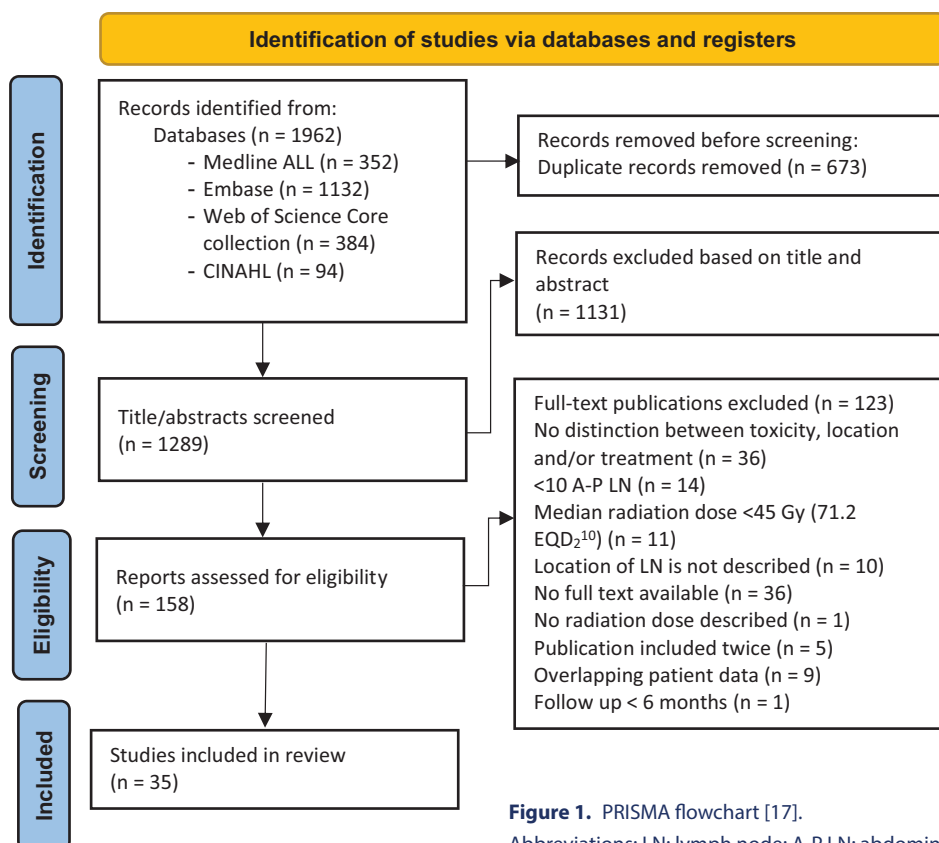 Identification of studies via databases and registers
Identification
Records identified from:
Databases (n = 1962)
- Medline ALL (n = 352)
- Embase (n = 1132)
- Web of Science Core
collection (n = 384)
- CINAHL (n = 94)
Records removed before screening:
Duplicate records removed (n = 673)
Records excluded based on title and
abstract
(n = 1131)
Screening
Title/abstracts screened
(n = 1289)
Full-text publications excluded (n = 123)
No distinction between toxicity, location
and/or treatment (n = 36)
<10 A-P LN (n = 14)
Median radiation dose <45 Gy (71.2
EQD₂¹⁰) (n = 11)
Location of LN is not described (n = 10)
No full text available (n = 36)
No radiation dose described (n = 1)
Publication included twice (n = 5)
Overlapping patient data (n = 9)
Follow up < 6 months (n = 1)
Eligibility
Reports assessed for eligibility
(n = 158)
Included
Studies included in review
(n = 35)
Figure 1. PRISMA flowchart [17].
Abbreviations: LN: lymph node; A-P LN: abdomin